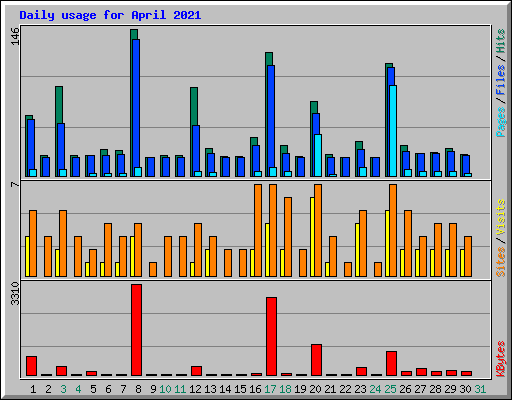 Daily usage for April 2021
146
Pages / Files / Hits
7
Sites / Visits
3310
KBytes
1 2 3 4 5 6 7 8 9 10 11 12 13 14 15 16 17 18 19 20 21 22 23 24 25 26 27 28 29 30 31